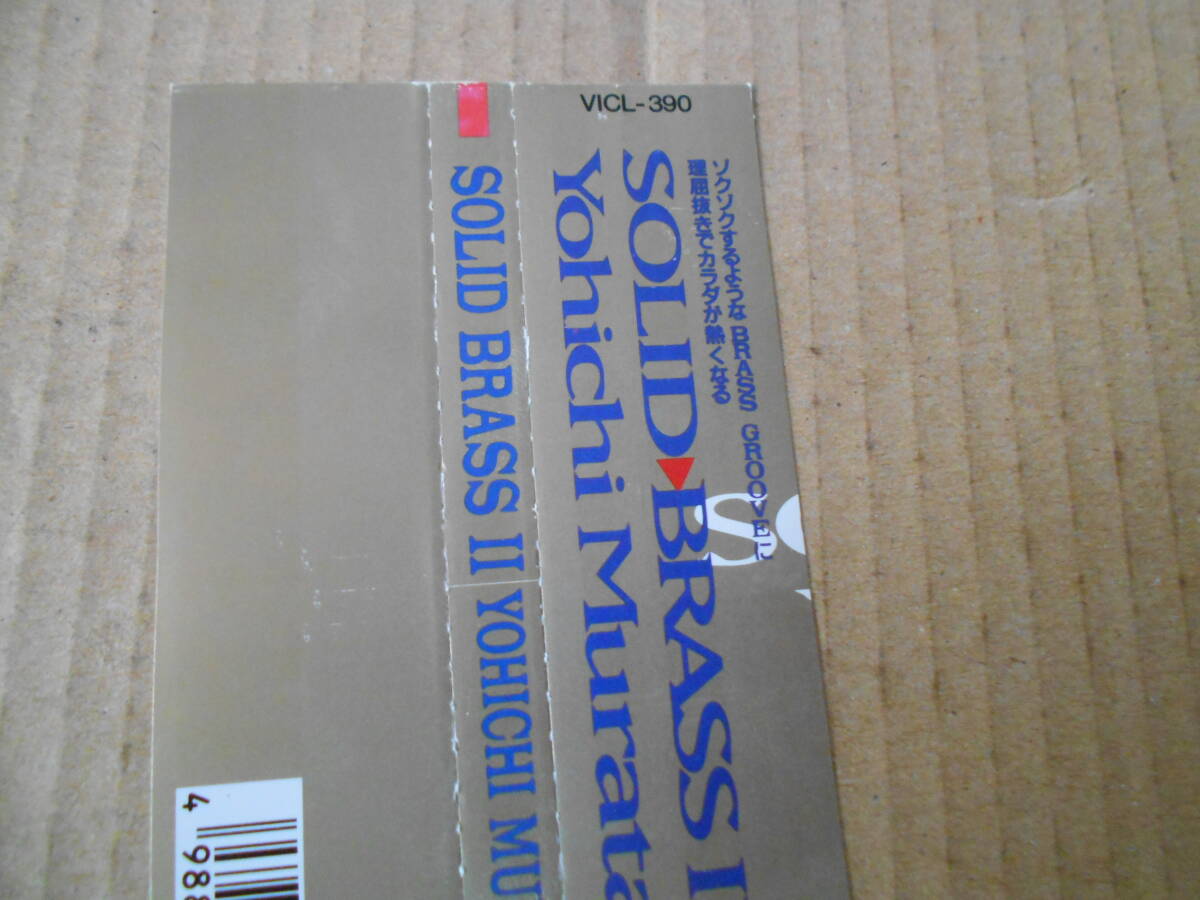 VICL-390
ソクソクするような BRASS GROOVEに
理屈抜きでカラダが熱くなる
SOLID BRASS I
Yohichi Murata
SOLID BRASS II YOHICHI MU
4 988